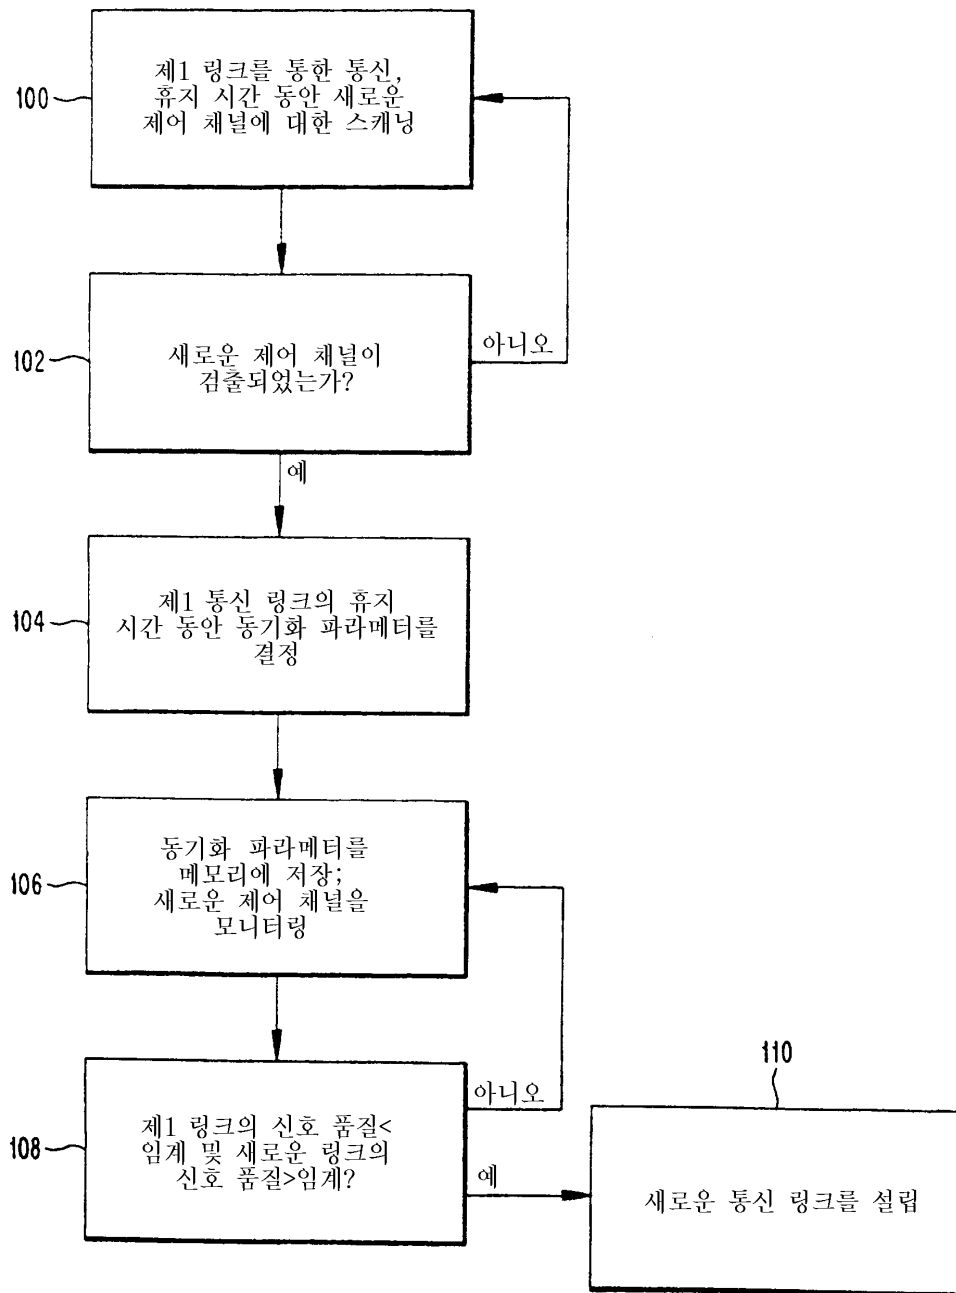 제1 링크를 통한 통신,
휴지 시간 동안 새로운
제어 채널에 대한 스캐닝
100
새로운 제어 채널이
검출되었는가?
102
아니오
예
제1 통신 링크의 휴지
시간 동안 동기화 파라메터를
결정
104
동기화 파라메터를
메모리에 저장;
새로운 제어 채널을
모니터링
106
제1 링크의 신호 품질<
임계 및 새로운 링크의
신호 품질>임계?
108
아니오
예
110
새로운 통신 링크를 설립